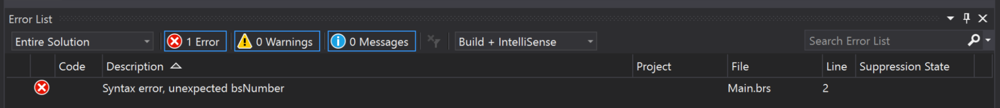 Error List
Entire Solution 1 Error 0 Warnings 0 Messages Build + IntelliSense Search Error List
Code Description Project File Line Suppression State
Syntax error, unexpected bsNumber Main.brs 2